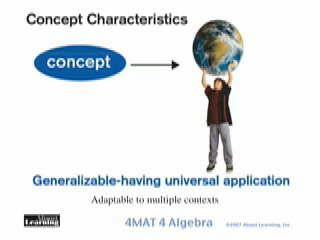 Concept Characteristics
concept
Generalizable-having universal application
Adaptable to multiple contexts
About
Learning
4MAT 4 Algebra
©2007 About Learning, Inc.